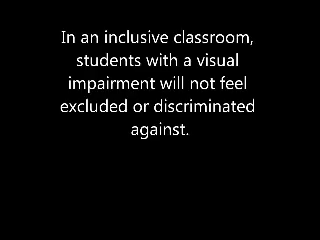 In an inclusive classroom,
students with a visual
impairment will not feel
excluded or discriminated
against.